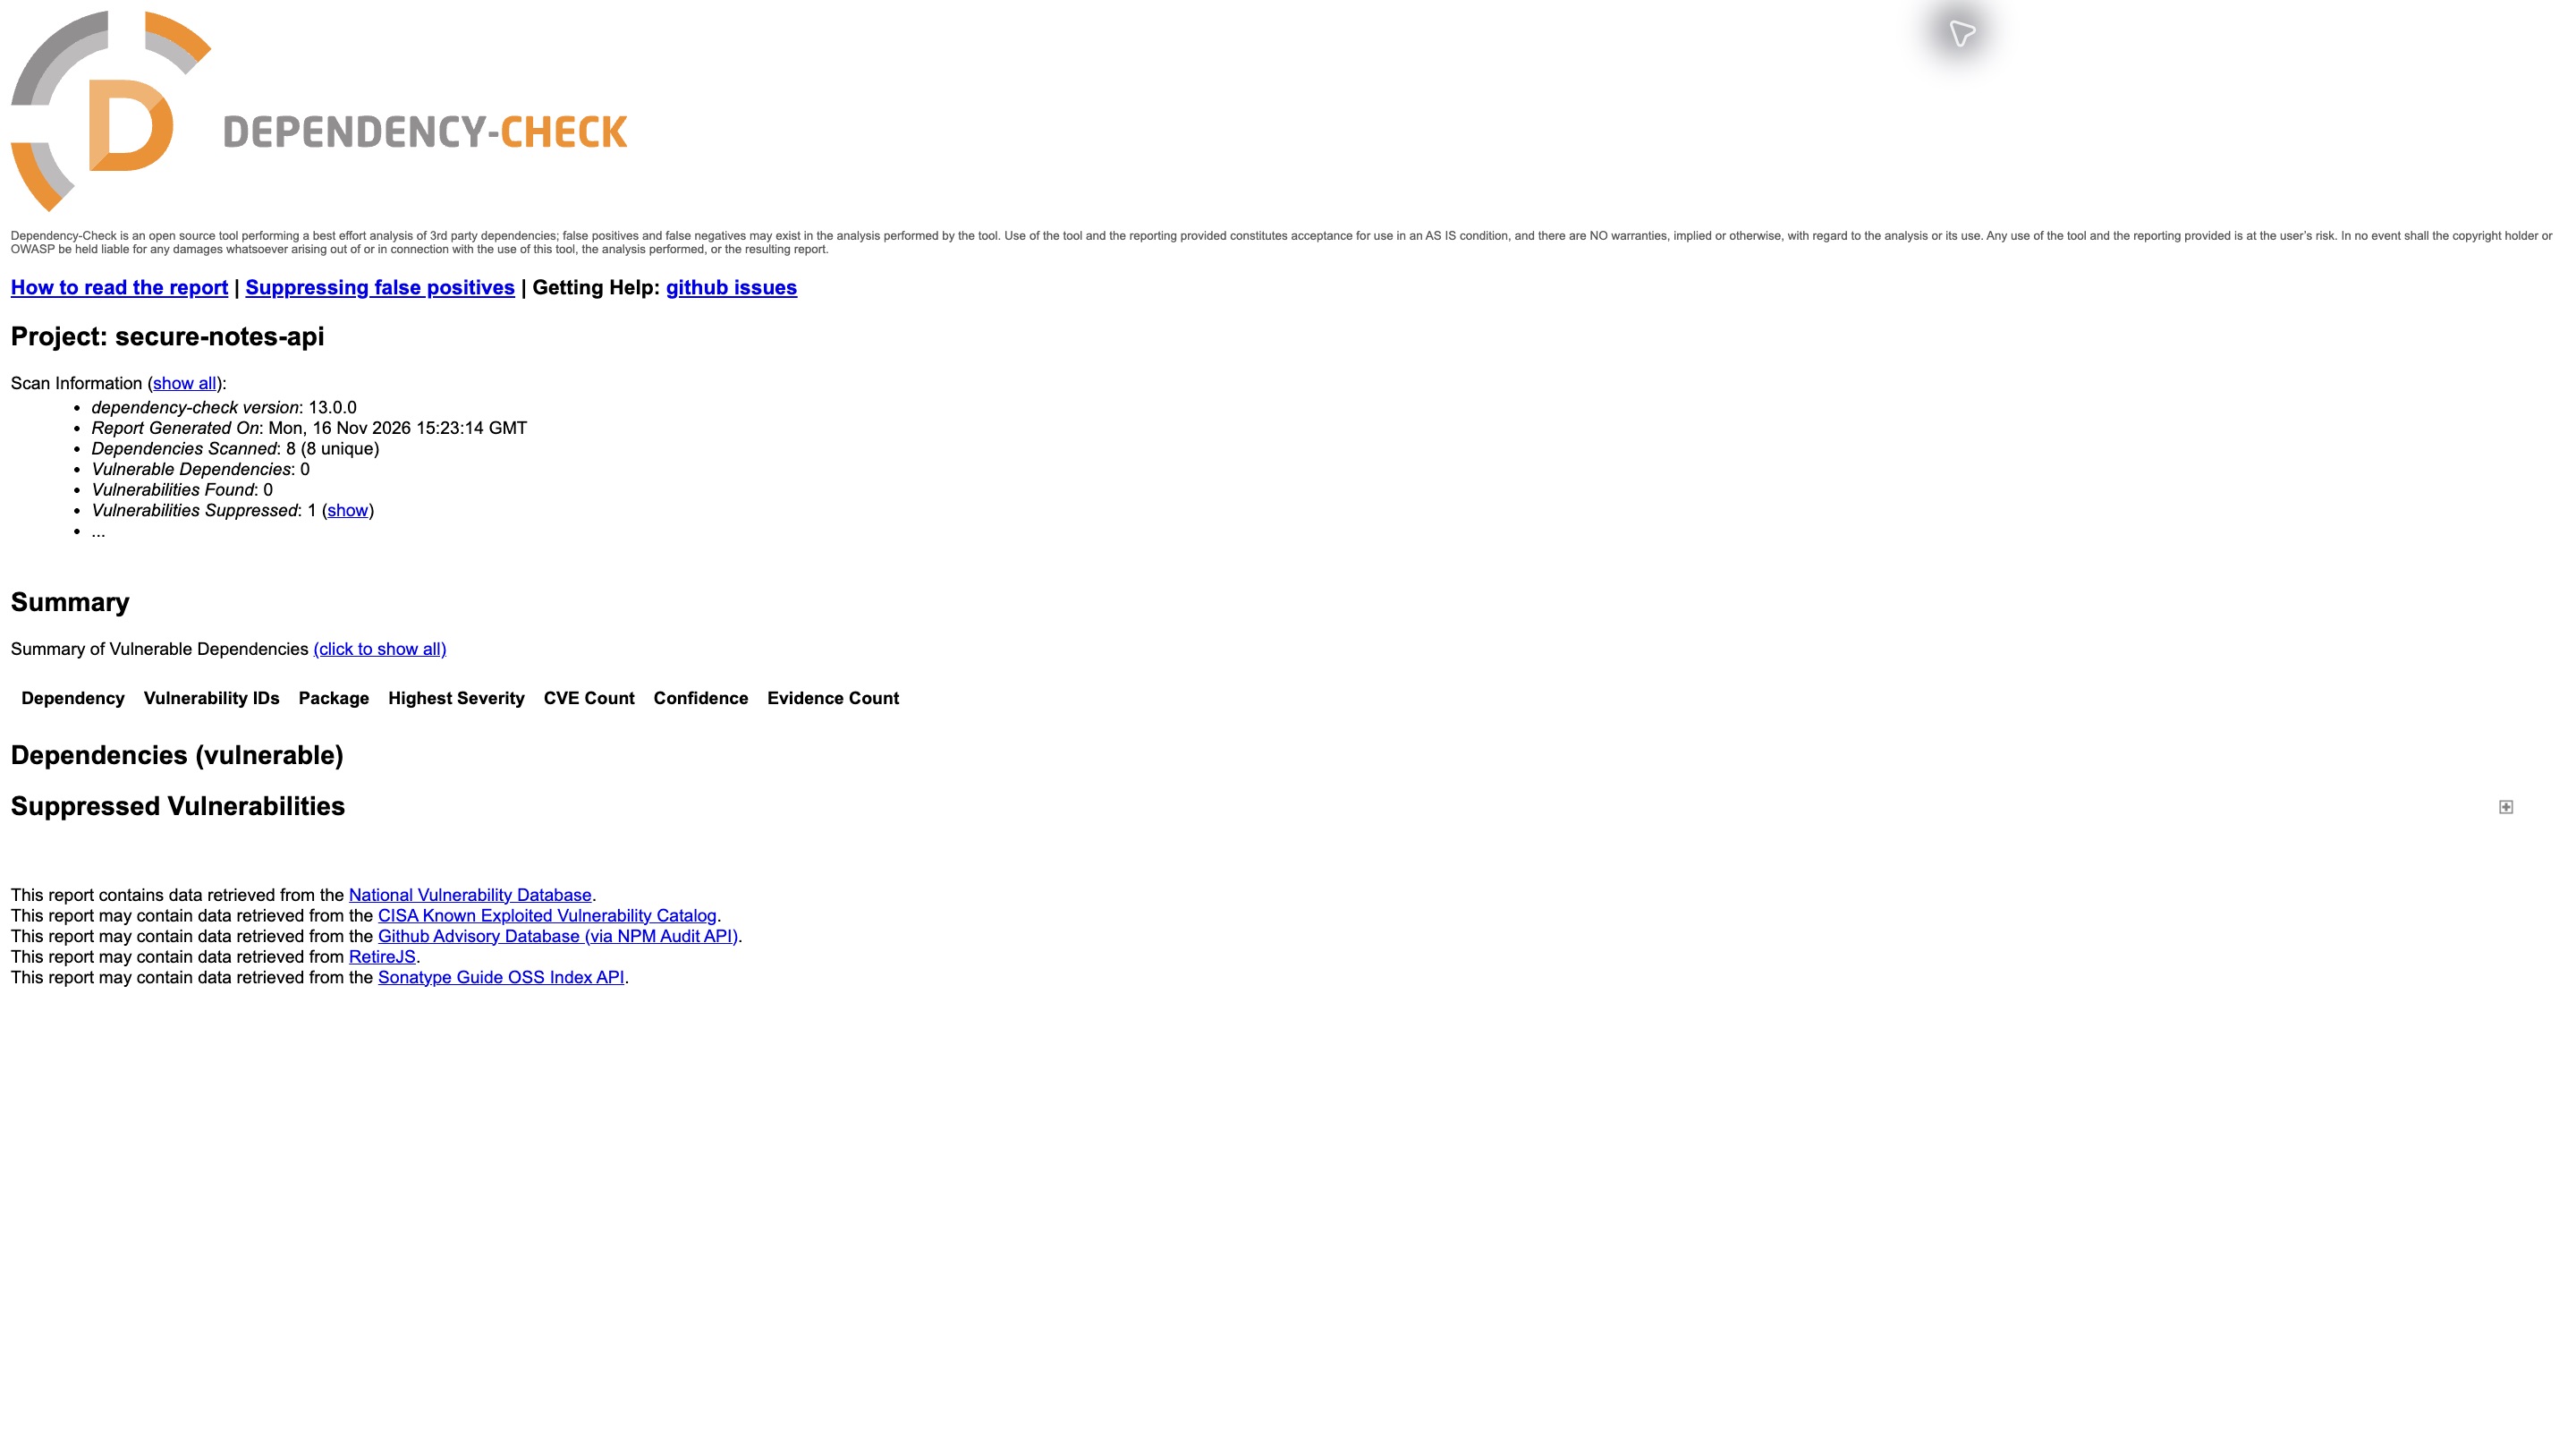 D
DEPENDENCY-CHECK
Dependency-Check is an open source tool performing a best effort analysis of 3rd party dependencies; false positives and false negatives may exist in the analysis performed by the tool. Use of the tool and the reporting provided constitutes acceptance for use in an AS IS condition, and there are NO warranties, implied or otherwise, with regard to the analysis or its use. Any use of the tool and the reporting provided is at the user's risk. In no event shall the copyright holder or
OWASP be held liable for any damages whatsoever arising out of or in connection with the use of this tool, the analysis performed, or the resulting report.
How to read the report | Suppressing false positives | Getting Help: github issues
Project: secure-notes-api
Scan Information (show all):
• dependency-check version: 13.0.0
• Report Generated On: Mon, 16 Nov 2026 15:23:14 GMT
• Dependencies Scanned: 8 (8 unique)
• Vulnerable Dependencies: 0
• Vulnerabilities Found: 0
• Vulnerabilities Suppressed: 1 (show)
• ...
Summary
Summary of Vulnerable Dependencies (click to show all)
Dependency Vulnerability IDs Package Highest Severity CVE Count Confidence Evidence Count
Dependencies (vulnerable)
Suppressed Vulnerabilities
This report contains data retrieved from the National Vulnerability Database.
This report may contain data retrieved from the CISA Known Exploited Vulnerability Catalog.
This report may contain data retrieved from the Github Advisory Database (via NPM Audit API).
This report may contain data retrieved from RetireJS.
This report may contain data retrieved from the Sonatype Guide OSS Index API.